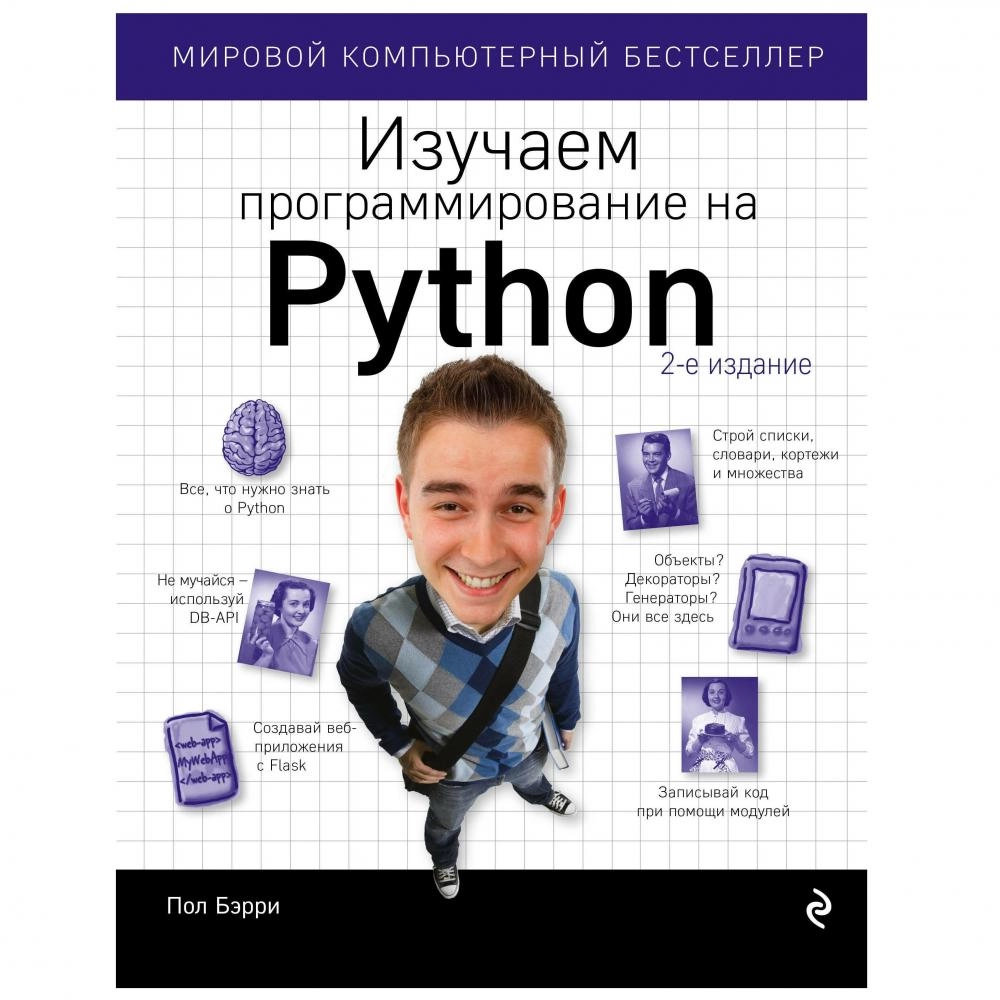 МИРОВОЙ КОМПЬЮТЕРНЫЙ БЕСТСЕЛЛЕР
Изучаем
программирование на
Python
2-е издание
Все, что нужно знать
о Python
Строй списки,
словари, кортежи
и множества
Не мучайся –
используй
DB-API
Объекты?
Декораторы?
Генераторы?
Они все здесь
Создавай веб-
приложения
с Flask
<web-app>
MyWebApp
</web-app>
Записывай код
при помощи модулей
Пол Бэрри